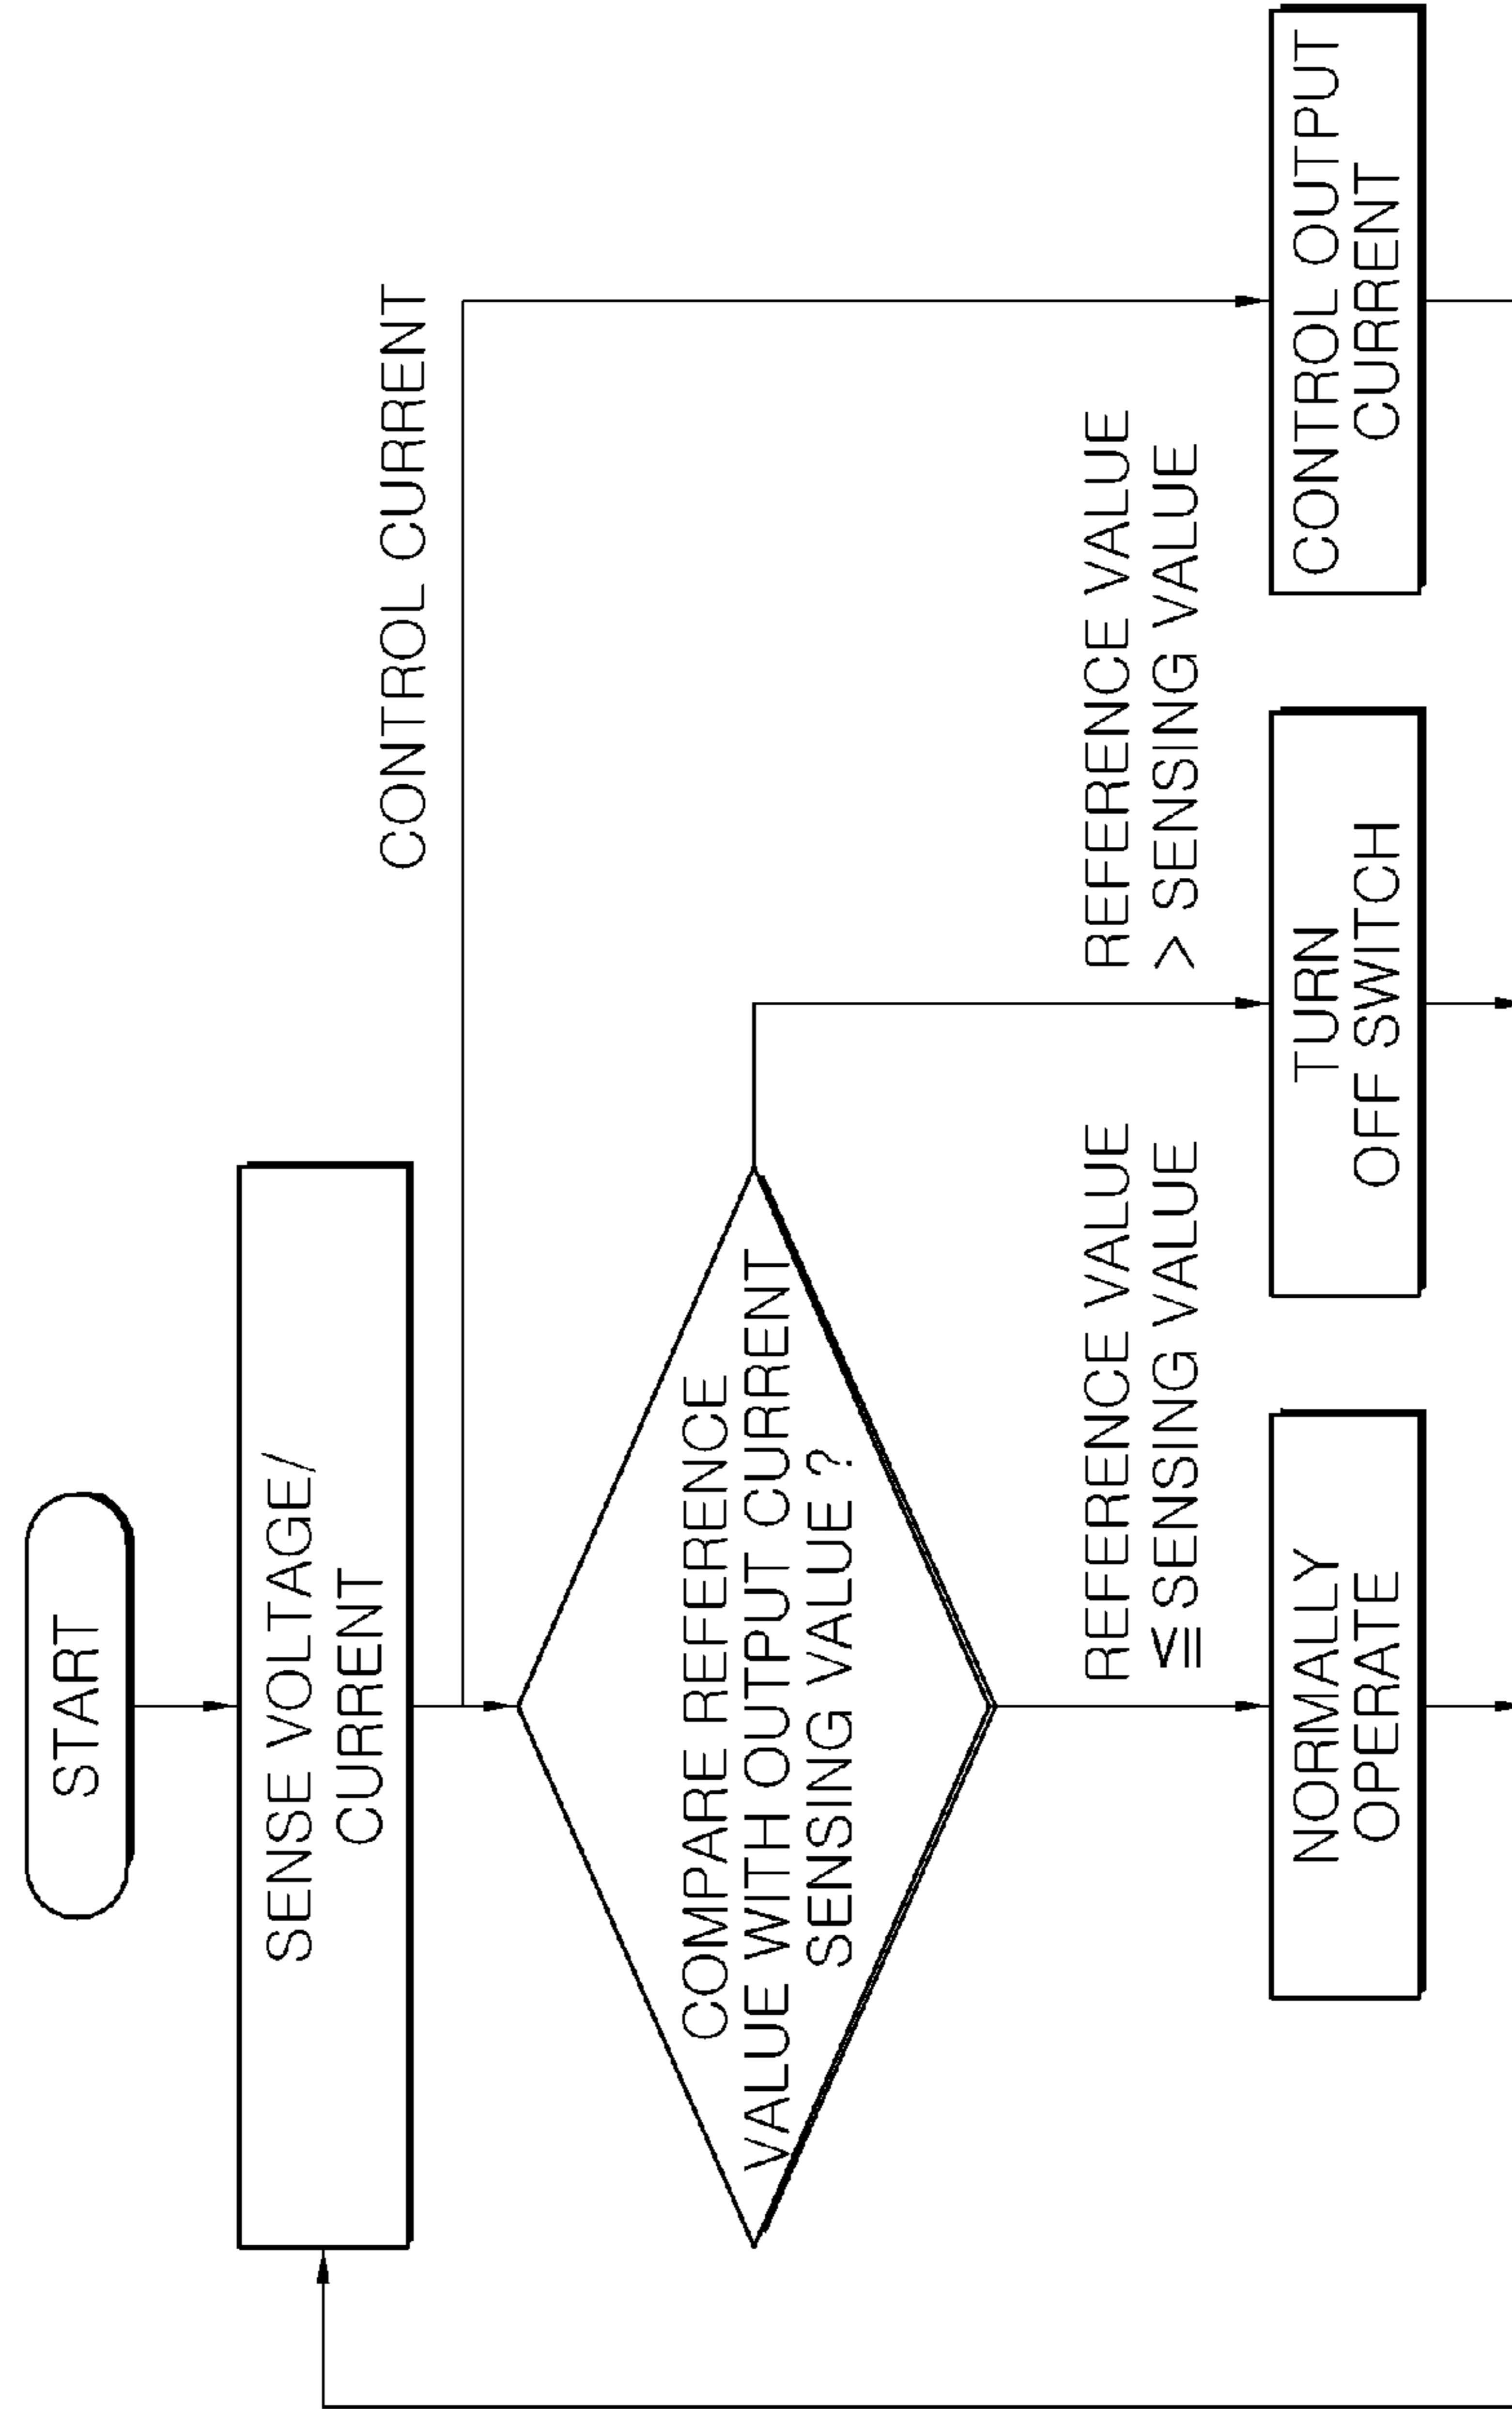 START
SENSE VOLTAGE/
CURRENT
CONTROL CURRENT
COMPARE REFERENCE
VALUE WITH OUTPUT CURRENT
SENSING VALUE ?
REFERENCE VALUE
≦ SENSING VALUE
REFERENCE VALUE
> SENSING VALUE
NORMALLY
OPERATE
TURN
OFF SWITCH
CONTROL OUTPUT
CURRENT